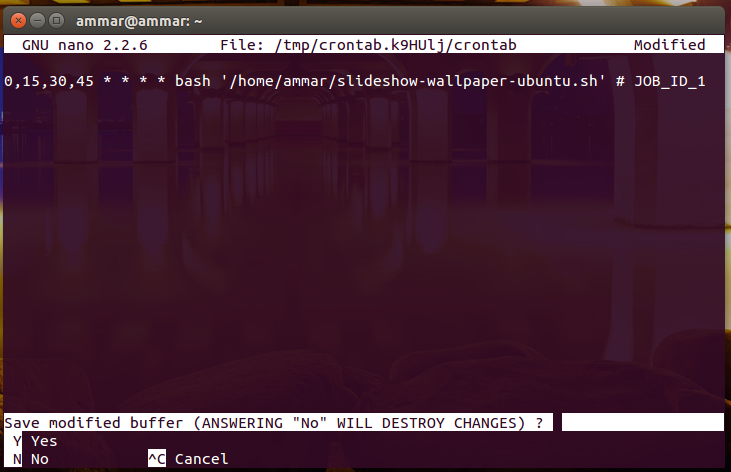 ammar@ammar: ~
GNU nano 2.2.6 File: /tmp/crontab.k9HUlj/crontab Modified
0,15,30,45 * * * * bash '/home/ammar/slideshow-wallpaper-ubuntu.sh' # JOB_ID_1
Save modified buffer (ANSWERING "No" WILL DESTROY CHANGES) ?
Y Yes
N No ^C Cancel